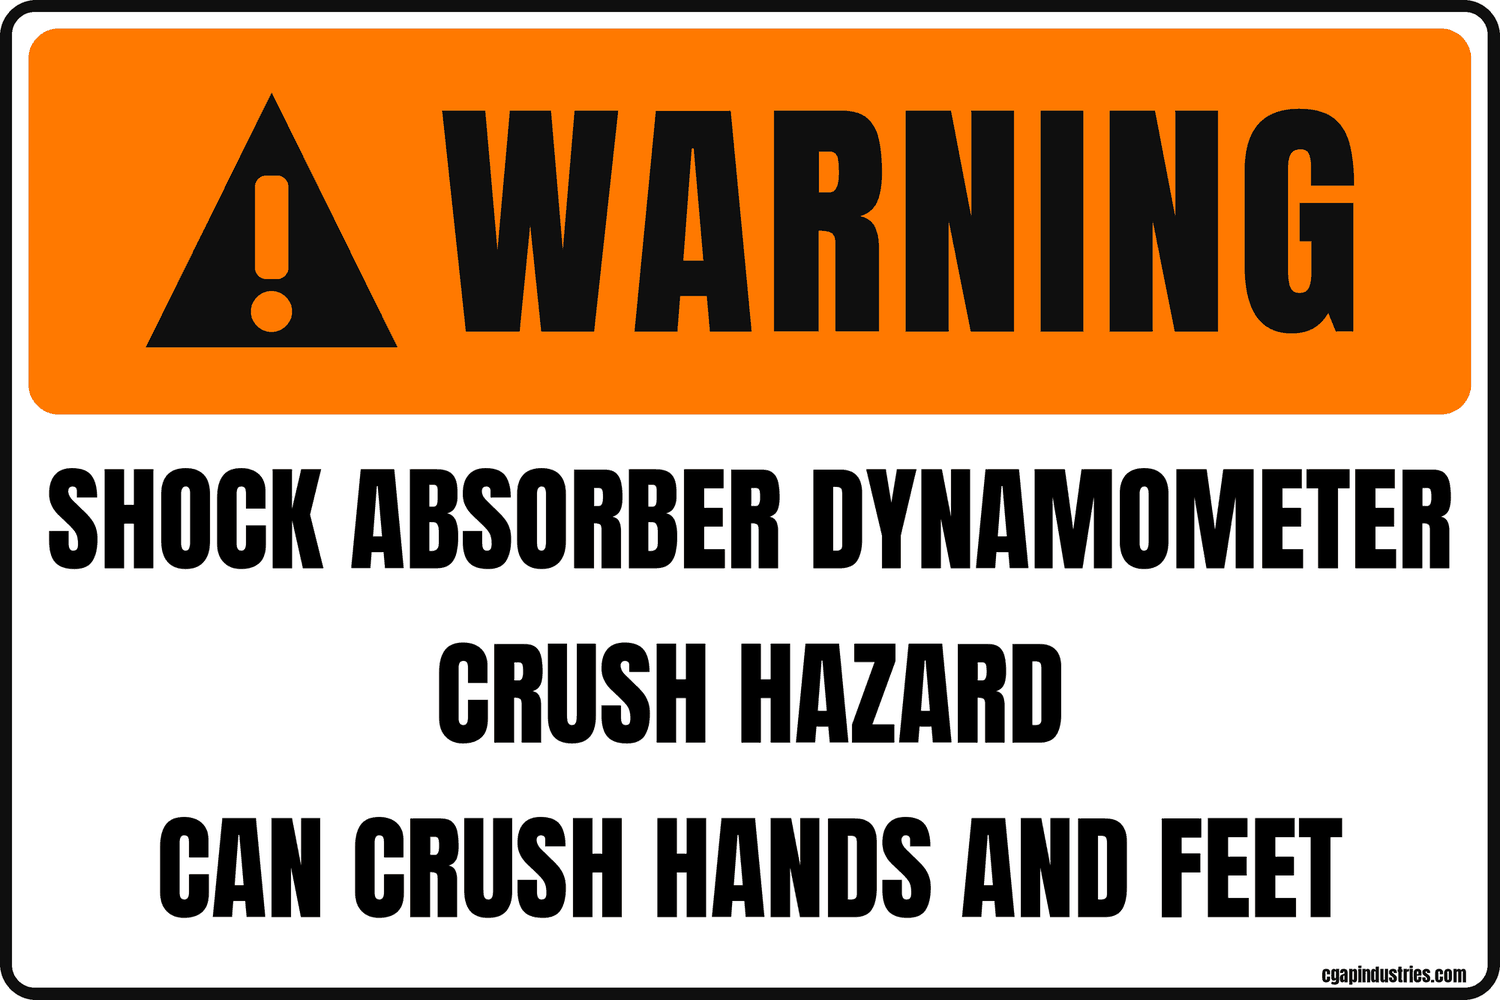 WARNING
SHOCK ABSORBER DYNAMOMETER
CRUSH HAZARD
CAN CRUSH HANDS AND FEET
cgapindustries.com